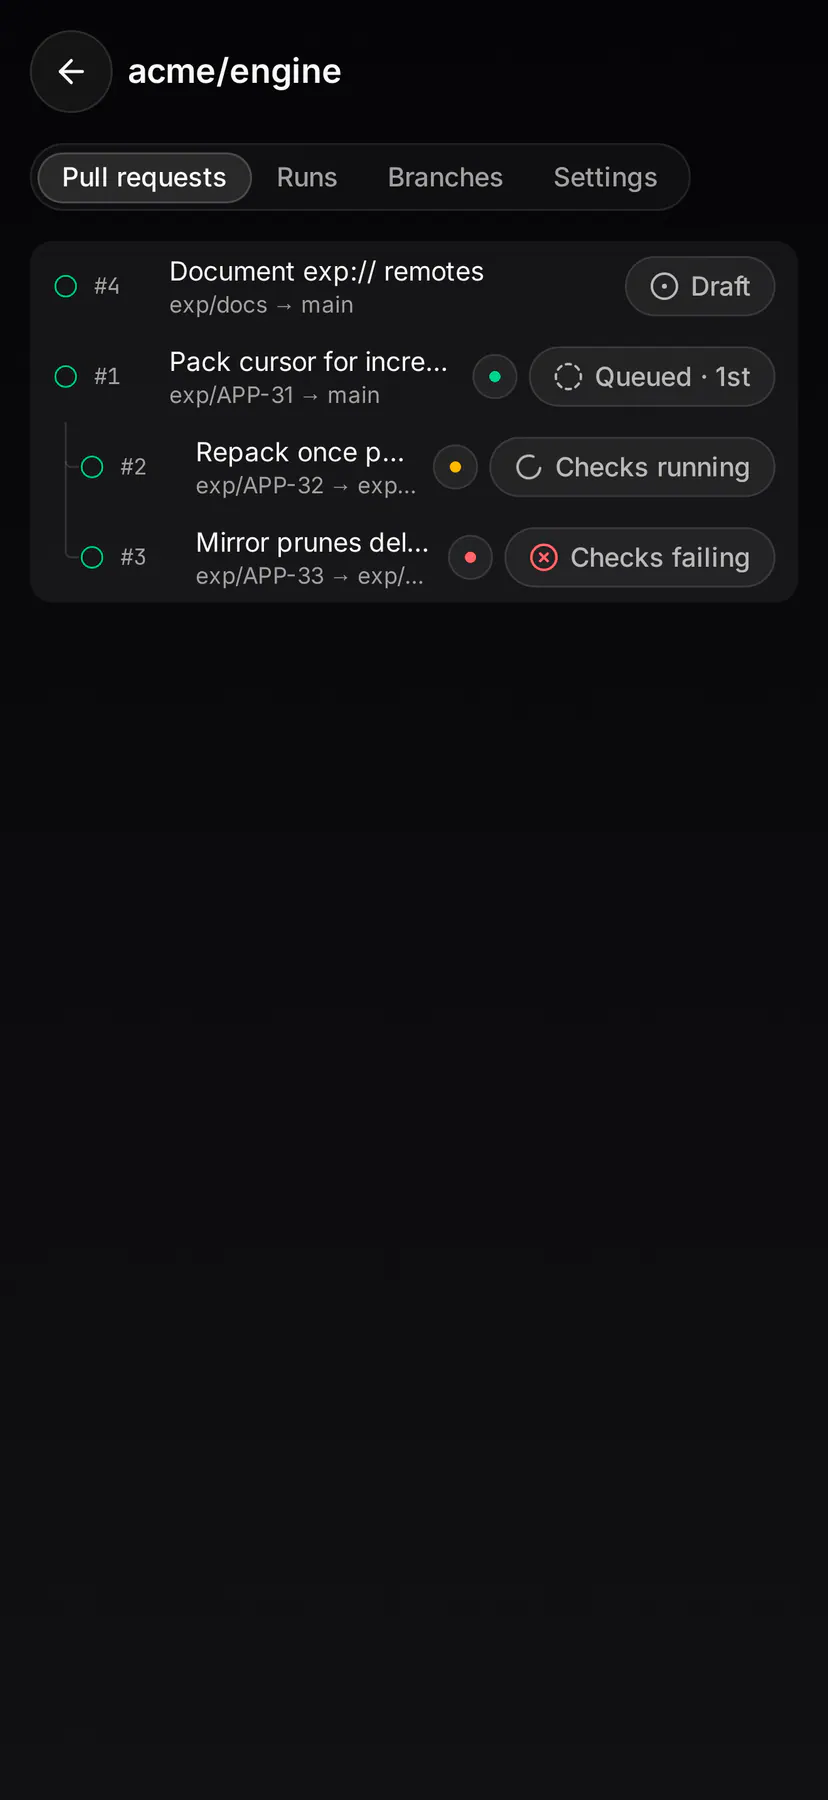 acme/engine
Pull requests Runs Branches Settings
#4 Document exp:// remotes Draft
exp/docs → main
#1 Pack cursor for incre... Queued · 1st
exp/APP-31 → main
#2 Repack once p... Checks running
exp/APP-32 → exp...
#3 Mirror prunes del... Checks failing
exp/APP-33 → exp/...